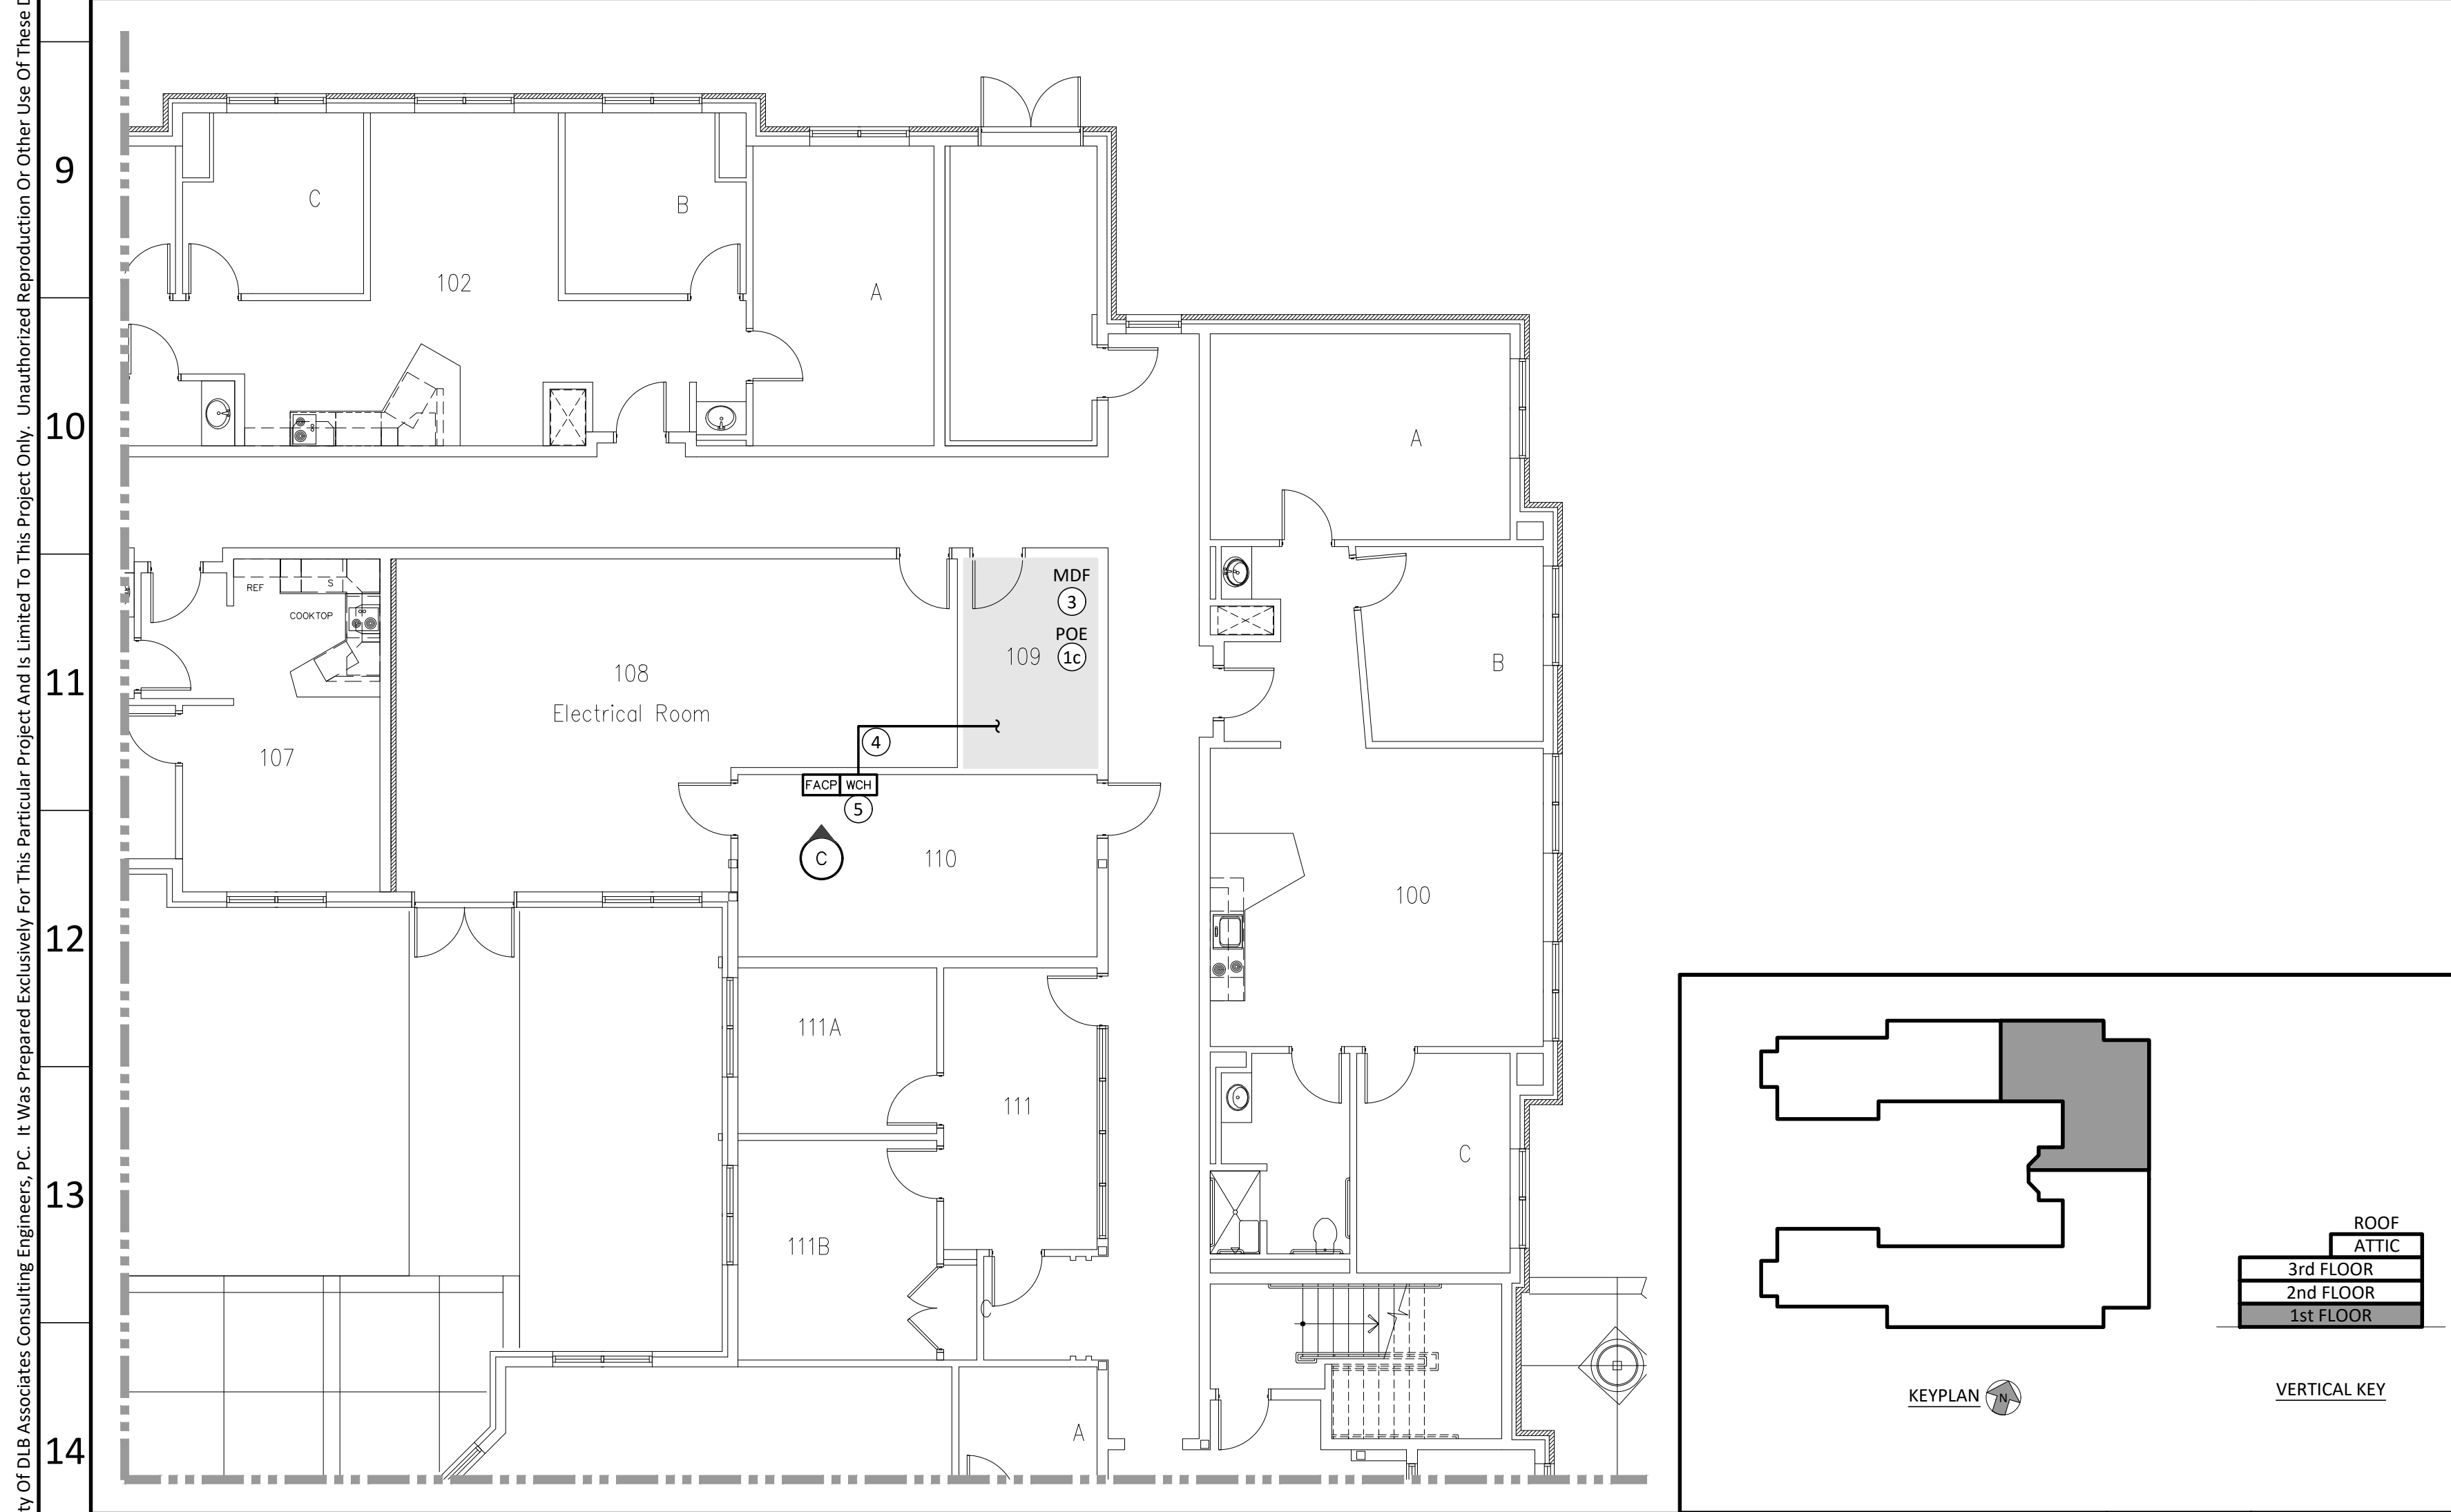 ty Of DLB Associates Consulting Engineers, PC. It Was Prepared Exclusively For This Particular Project And Is Limited To This Project Only. Unauthorized Reproduction Or Other Use Of These D
9
10
11
12
13
14
C
B
102
A
A
REF
S
COOKTOP
MDF
3
POE
109
1c
108
Electrical Room
B
4
107
FACP
WCH
5
C
110
100
111A
111
C
111B
C
A
ROOF
ATTIC
3rd FLOOR
2nd FLOOR
1st FLOOR
KEYPLAN
N
VERTICAL KEY